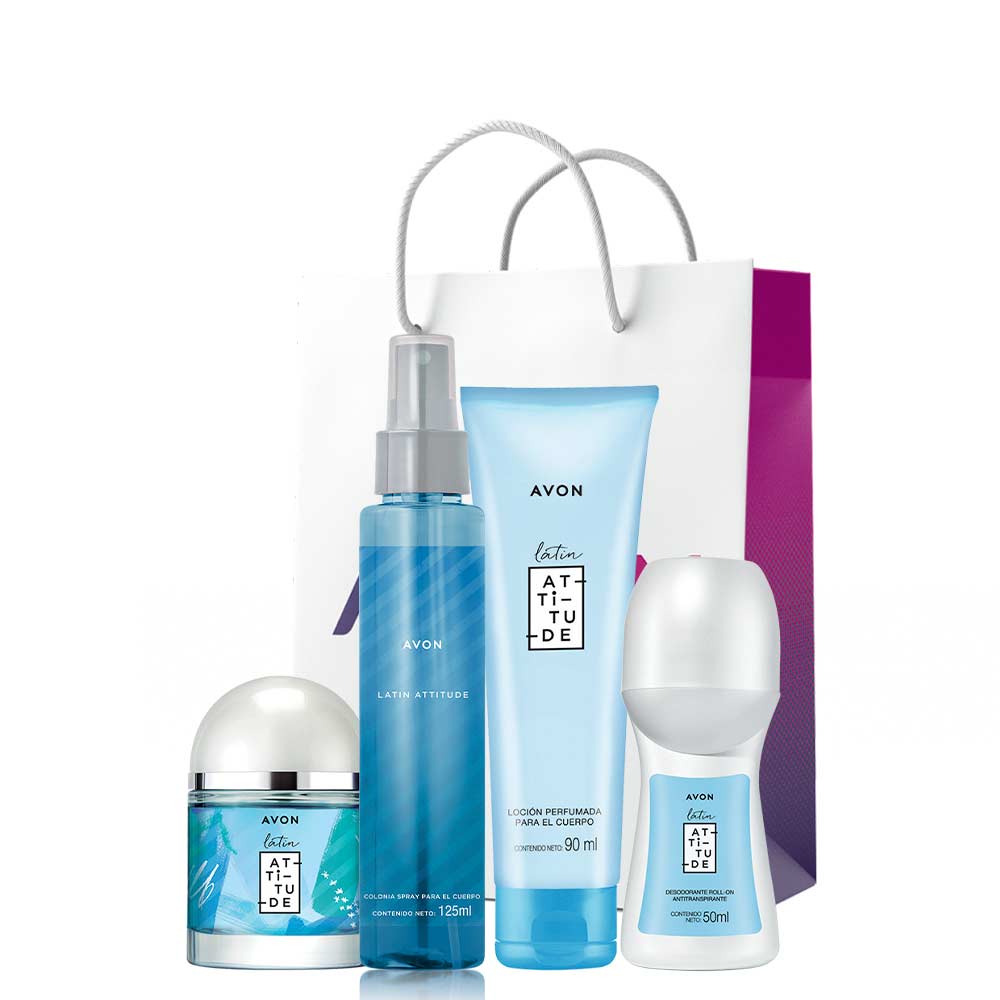 AVON
latin
AT-
TI-
-TU
-DE
AVON
LATIN ATTITUDE
COLONIA SPRAY PARA EL CUERPO
CONTENIDO NETO: 125ml
AVON
latin
AT-
Ti-
-TU
-DE
LOCIÓN PERFUMADA
PARA EL CUERPO
CONTENIDO NETO: 90 ml
AVON
latin
AT-
Ti-
-TU
-DE
DESODORANTE ROLL-ON
ANTITRANSPIRANTE
CONTENIDO
NETO: 50ml